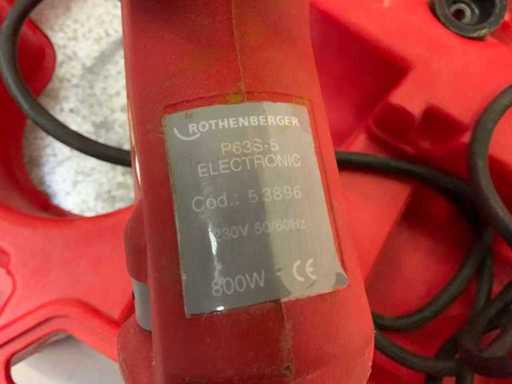 ROTHENBERGER
P63S-5
ELECTRONIC
Cod.: 5.3896
230V 50/60Hz
800W CE